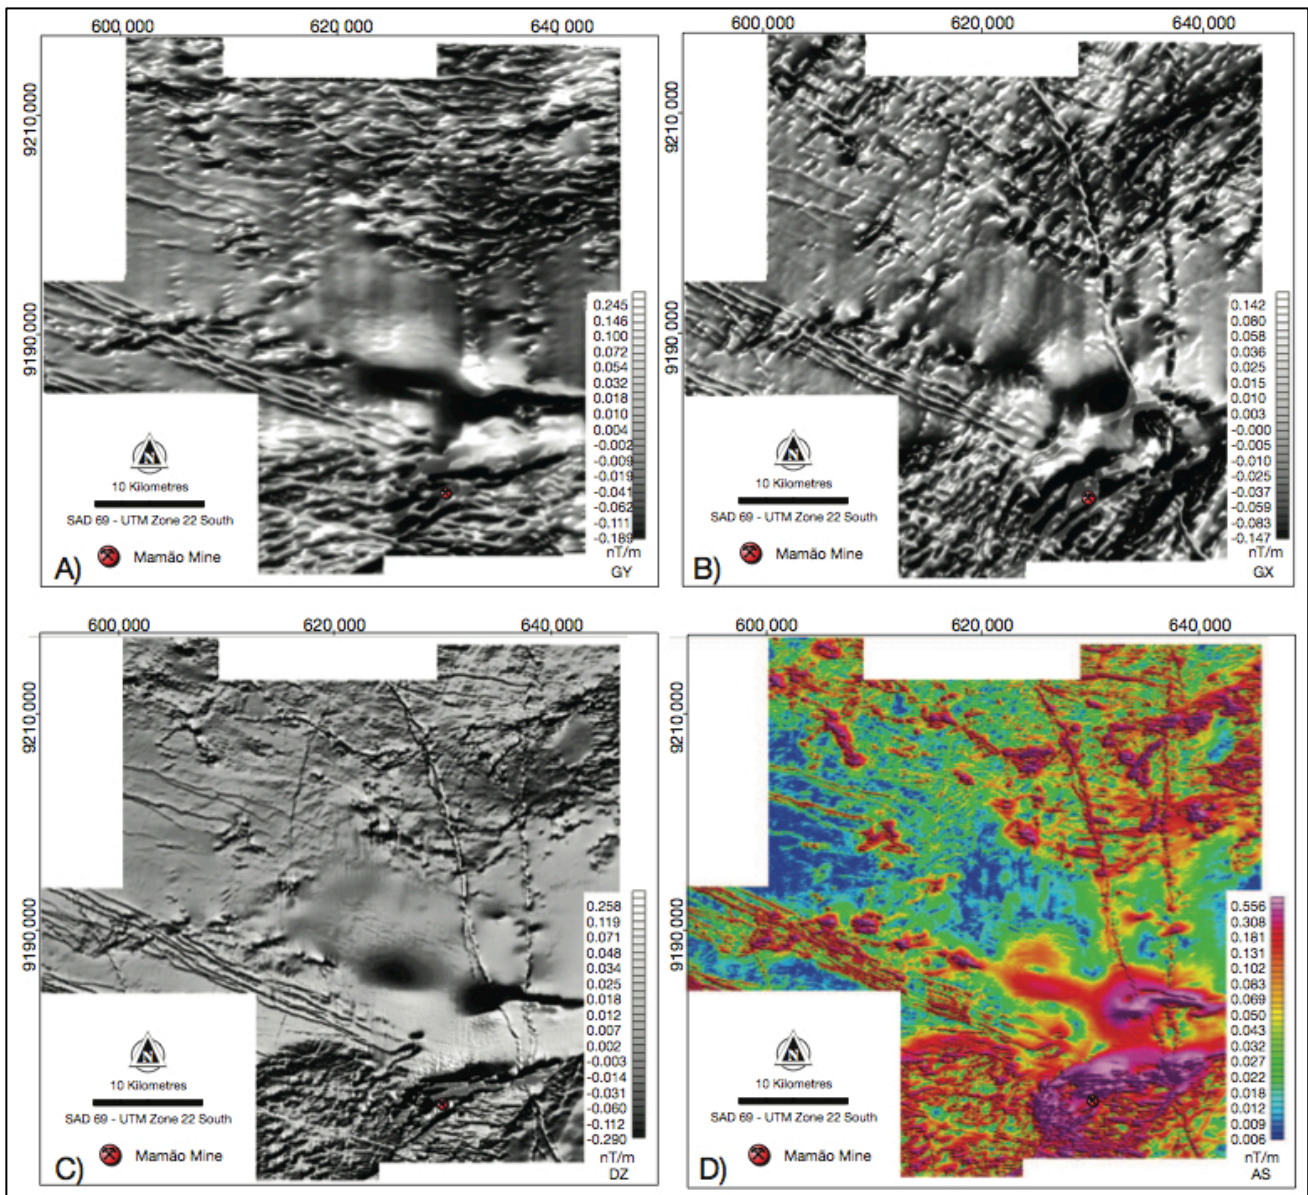 600,000 620,000 640,000
9210,000
9190,000
0.245
0.146
0.100
0.072
0.054
0.032
0.018
0.010
0.004
-0.002
-0.009
-0.019
-0.041
-0.062
-0.111
-0.189
nT/m
GY
N
10 Kilometres
SAD 69 - UTM Zone 22 South
Mamão Mine
A)
600,000 620,000 640,000
9210,000
9190,000
0.142
0.080
0.058
0.036
0.025
0.015
0.010
0.003
-0.000
-0.005
-0.010
-0.025
-0.037
-0.059
-0.083
-0.147
nT/m
GX
N
10 Kilometres
SAD 69 - UTM Zone 22 South
Mamão Mine
B)
600,000 620,000 640,000
9210,000
9190,000
0.258
0.119
0.071
0.048
0.034
0.025
0.018
0.012
0.007
0.002
-0.003
-0.014
-0.031
-0.060
-0.112
-0.290
nT/m
DZ
N
10 Kilometres
SAD 69 - UTM Zone 22 South
Mamão Mine
C)
600,000 620,000 640,000
9210,000
9190,000
0.556
0.308
0.181
0.131
0.102
0.083
0.069
0.050
0.043
0.032
0.027
0.022
0.018
0.012
0.009
0.006
nT/m
AS
N
10 Kilometres
SAD 69 - UTM Zone 22 South
Mamão Mine
D)